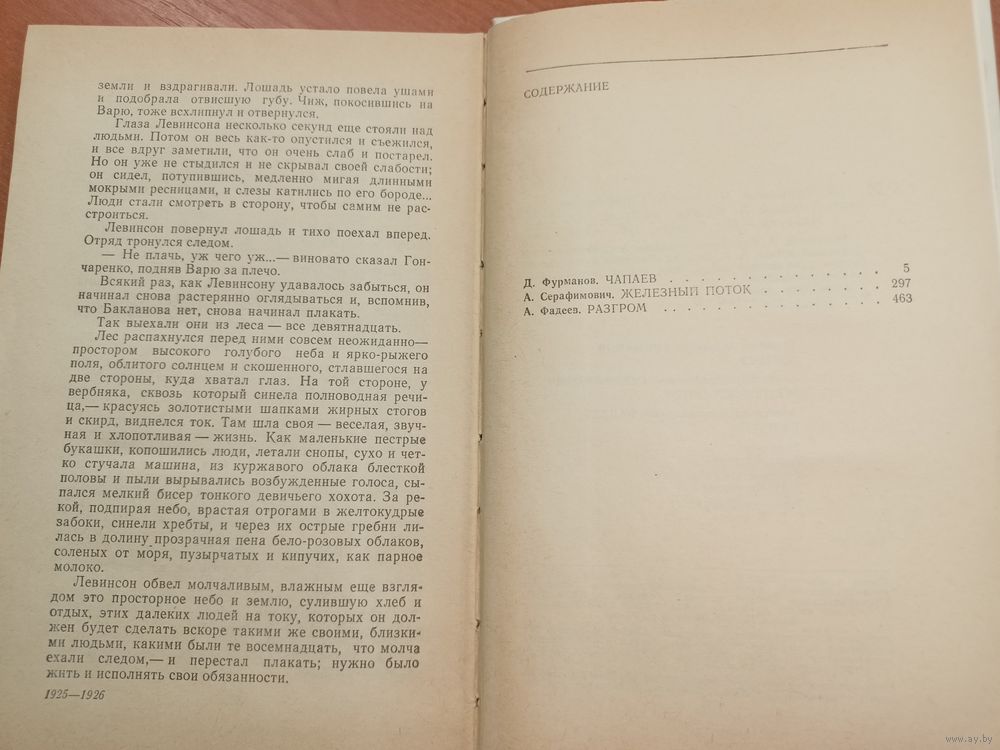 земли и вздрагивали. Лошадь устало повела ушами
и подобрала отвисшую губу. Чиж, покосившись на
Варю, тоже всхлипнул и отвернулся.
Глаза Левинсона несколько секунд еще стояли над
людьми. Потом он весь как-то опустился и съежился,
и все вдруг заметили, что он очень слаб и постарел.
Но он уже не стыдился и не скрывал своей слабости;
он сидел, потупившись, медленно мигая длинными
мокрыми ресницами, и слезы катились по его бороде...
Люди стали смотреть в сторону, чтобы самим не рас-
строиться.
Левинсон повернул лошадь и тихо поехал вперед.
Отряд тронулся следом.
— Не плачь, уж чего уж...— виновато сказал Гон-
чаренко, подняв Варю за плечо.
Всякий раз, как Левинсону удавалось забыться, он
начинал снова растерянно оглядываться и, вспомнив,
что Бакланова нет, снова начинал плакать.
Так выехали они из леса — все девятнадцать.
Лес распахнулся перед ними совсем неожиданно—
простором высокого голубого неба и ярко-рыжего
поля, облитого солнцем и скошенного, стлавшегося на
две стороны, куда хватал глаз. На той стороне, у
вербняка, сквозь который синела полноводная речи-
ца,— красуясь золотистыми шапками жирных стогов
и скирд, виднелся ток. Там шла своя — веселая, звуч-
ная и хлопотливая — жизнь. Как маленькие пестрые
букашки, копошились люди, летали снопы, сухо и чет-
ко стучала машина, из куржавого облака блесткой
половы и пыли вырывались возбужденные голоса, сы-
пался мелкий бисер тонкого девичьего хохота. За ре-
кой, подпирая небо, врастая отрогами в желтокудрые
забоки, синели хребты, и через их острые гребни ли-
лась в долину прозрачная пена бело-розовых облаков,
соленых от моря, пузырчатых и кипучих, как парное
молоко.
Левинсон обвел молчаливым, влажным еще взгля-
дом это просторное небо и землю, сулившую хлеб и
отдых, этих далеких людей на току, которых он дол-
жен будет сделать вскоре такими же своими, близки-
ми людьми, какими были те восемнадцать, что молча
ехали следом,— и перестал плакать; нужно было
жить и исполнять свои обязанности.
1925—1926
СОДЕРЖАНИЕ
Д. Фурманов. ЧАПАЕВ . . . . . . . . . . . . 5
А. Серафимович. ЖЕЛЕЗНЫЙ ПОТОК . . . . . . . . 297
А. Фадеев. РАЗГРОМ . . . . . . . . . . . . 463
www.ay.by